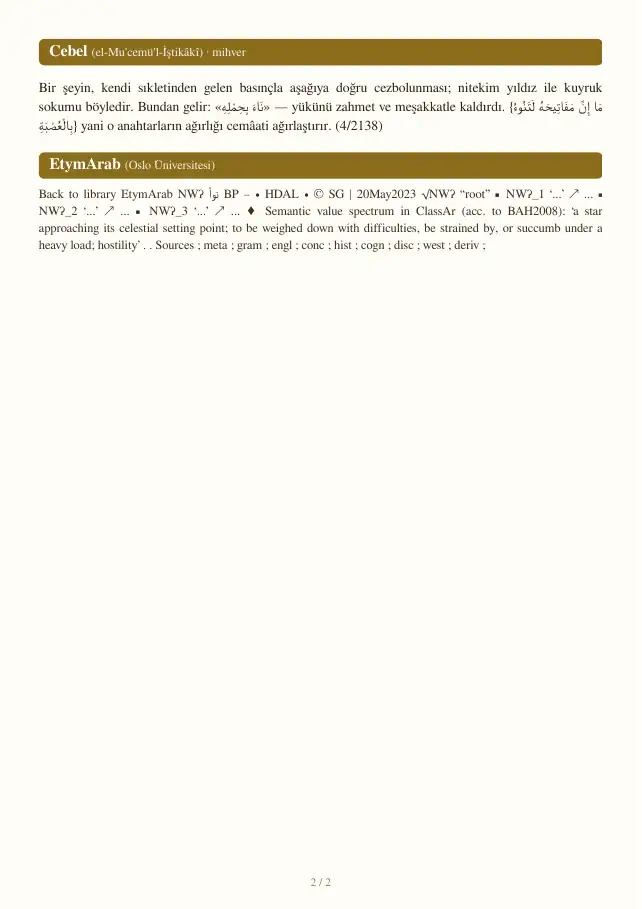 Cebel (el-Mu'cemü'l-İştikâkî) · mihver
Bir şeyin, kendi sıkletinden gelen basınçla aşağıya doğru cezbolunması; nitekim yıldız ile kuyruk
sokumu böyledir. Bundan gelir: «نَاءَ بِحِمْلِهِ» — yükünü zahmet ve meşakkatle kaldırdı. {مَا إِنَّ مَفَاتِيحَهُ لَتَنُوءُ
بِالْعُصْبَةِ} yani o anahtarların ağırlığı cemâati ağırlaştırır. (4/2138)
EtymArab (Oslo Üniversitesi)
Back to library EtymArab NWʔ نوأ BP – • HDAL • © SG | 20May2023 √NWʔ “root” ▪ NWʔ_1 ‘...’ ↗ ... ▪
NWʔ_2 ‘...’ ↗ ... ▪ NWʔ_3 ‘...’ ↗ ... ♦ Semantic value spectrum in ClassAr (acc. to BAH2008): ‘a star
approaching its celestial setting point; to be weighed down with difficulties, be strained by, or succumb under a
heavy load; hostility’ . . Sources ; meta ; gram ; engl ; conc ; hist ; cogn ; disc ; west ; deriv ;
2 / 2